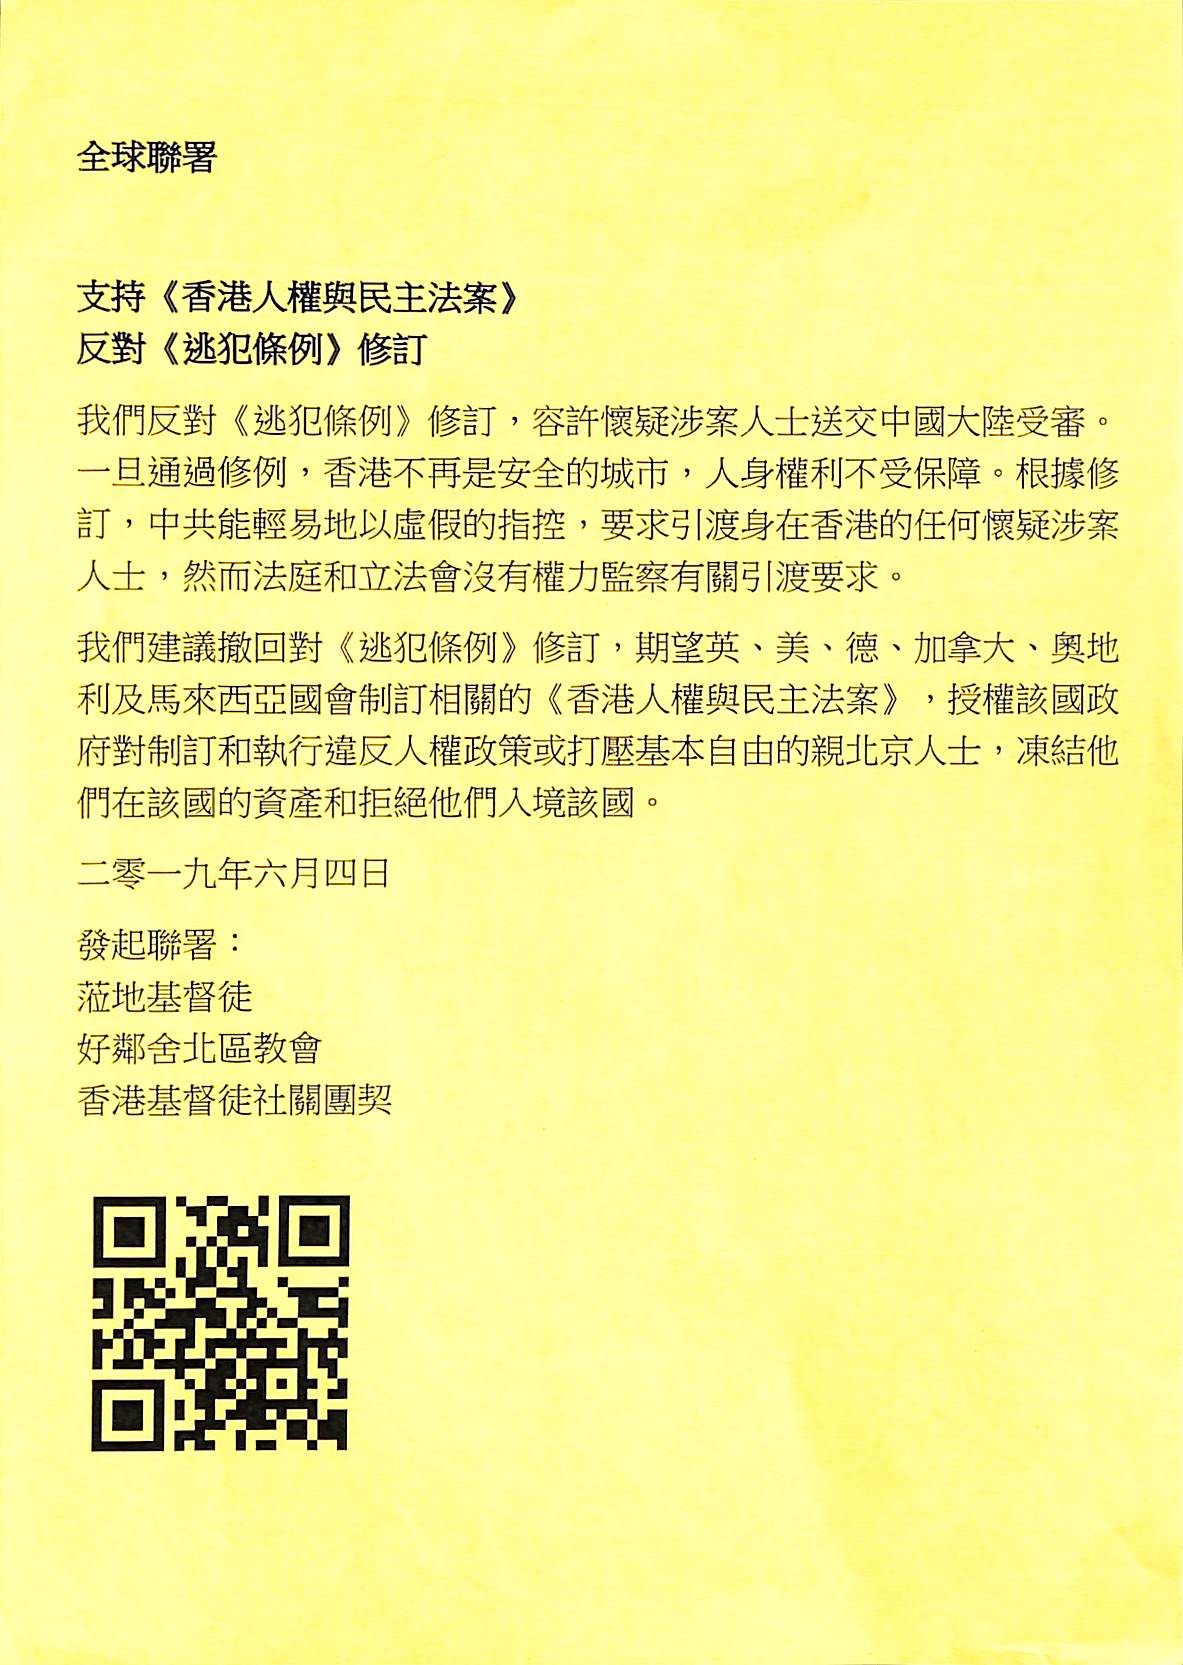 全球聯署
支持《香港人權與民主法案》
反對《逃犯條例》修訂
我們反對《逃犯條例》修訂，容許懷疑涉案人士送交中國大陸受審。
一旦通過修例，香港不再是安全的城市，人身權利不受保障。根據修
訂，中共能輕易地以虛假的指控，要求引渡身在香港的任何懷疑涉案
人士，然而法庭和立法會沒有權力監察有關引渡要求。
我們建議撤回對《逃犯條例》修訂，期望英、美、德、加拿大、奧地
利及馬來西亞國會制訂相關的《香港人權與民主法案》，授權該國政
府對制訂和執行違反人權政策或打壓基本自由的親北京人士，凍結他
們在該國的資產和拒絕他們入境該國。
二零一九年六月四日
發起聯署：
蒞地基督徒
好鄰舍北區教會
香港基督徒社關團契